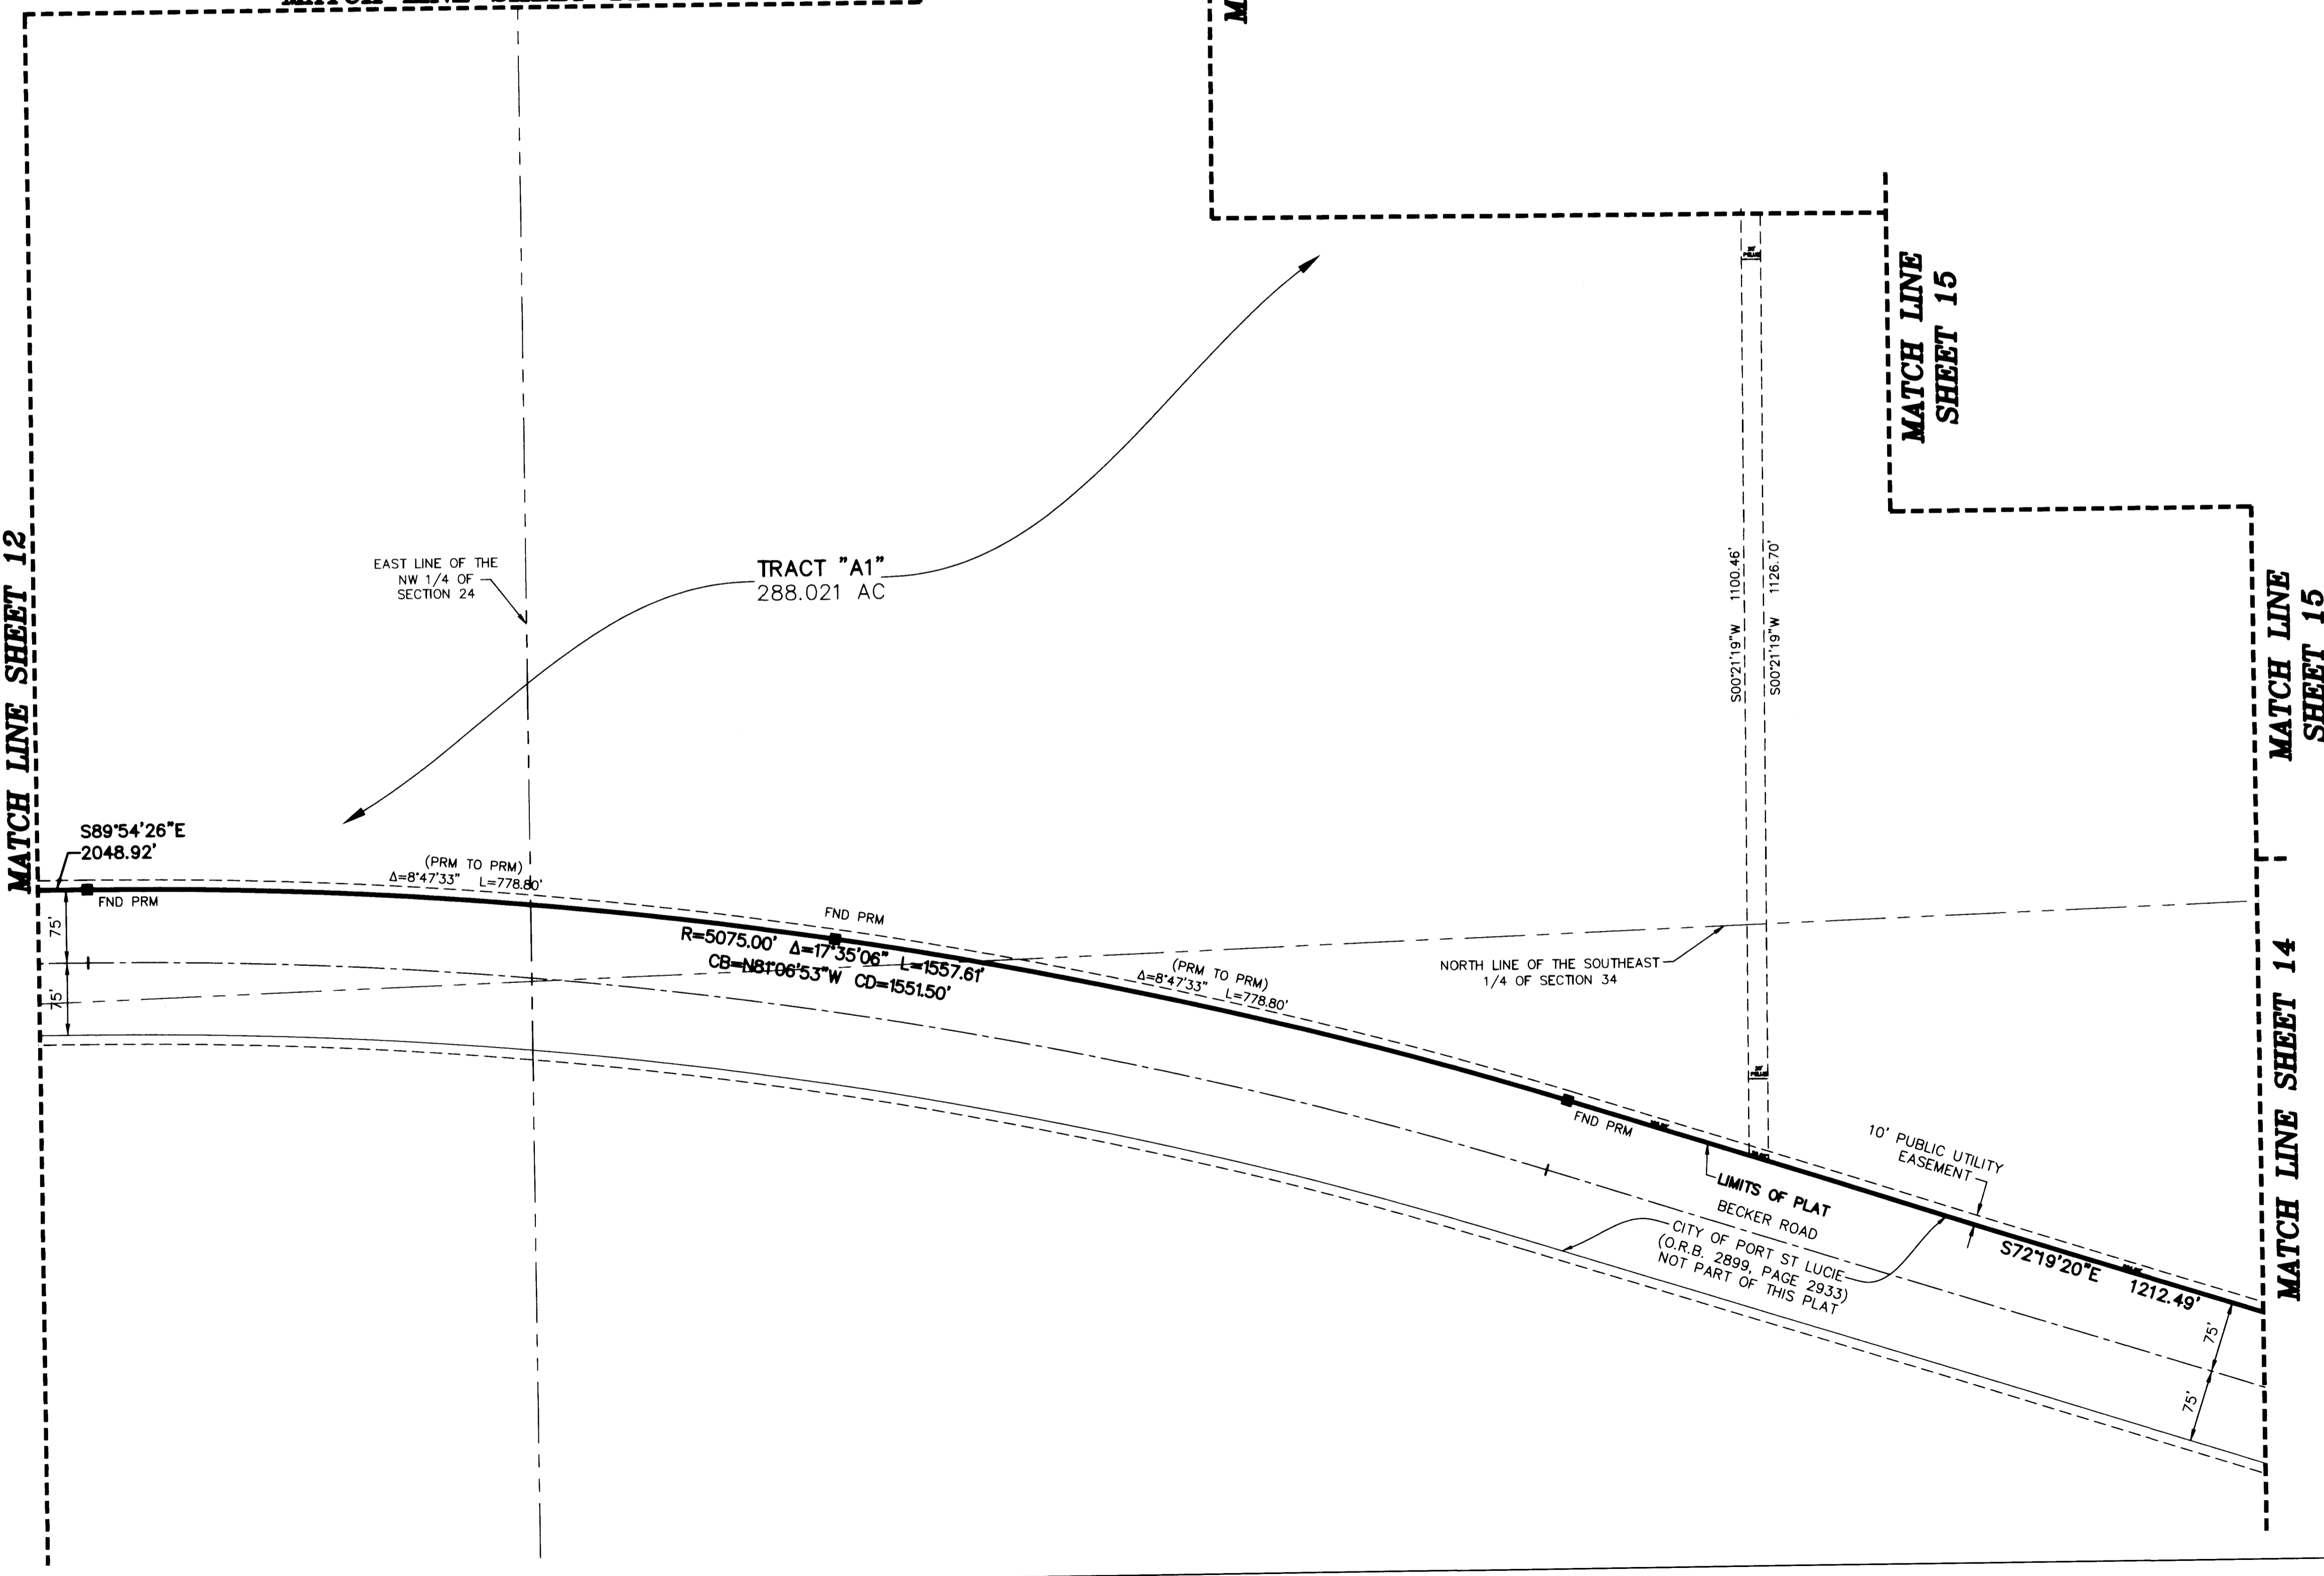 MATCH LINE SHEET 12
MATCH LINE
SHEET 15
EAST LINE OF THE
NW 1/4 OF
SECTION 24
TRACT "A1"
288.021 AC
S00°21'19"W 1100.46'
S00°21'19"W 1126.70'
MATCH LINE
SHEET 15
S89°54'26"E
2048.92'
(PRM TO PRM)
Δ=8°47'33" L=778.80'
FND PRM
75'
75'
FND PRM
R=5075.00' Δ=17°35'06" L=1557.61'
CB=N81°06'53"W CD=1551.50'
(PRM TO PRM)
Δ=8°47'33" L=778.80'
NORTH LINE OF THE SOUTHEAST
1/4 OF SECTION 34
MATCH LINE SHEET 14
FND PRM
10' PUBLIC UTILITY
EASEMENT
LIMITS OF PLAT
BECKER ROAD
CITY OF PORT ST LUCIE
(O.R.B. 2899, PAGE 2933)
NOT PART OF THIS PLAT
S72°19'20"E 1212.49'
75'
75'